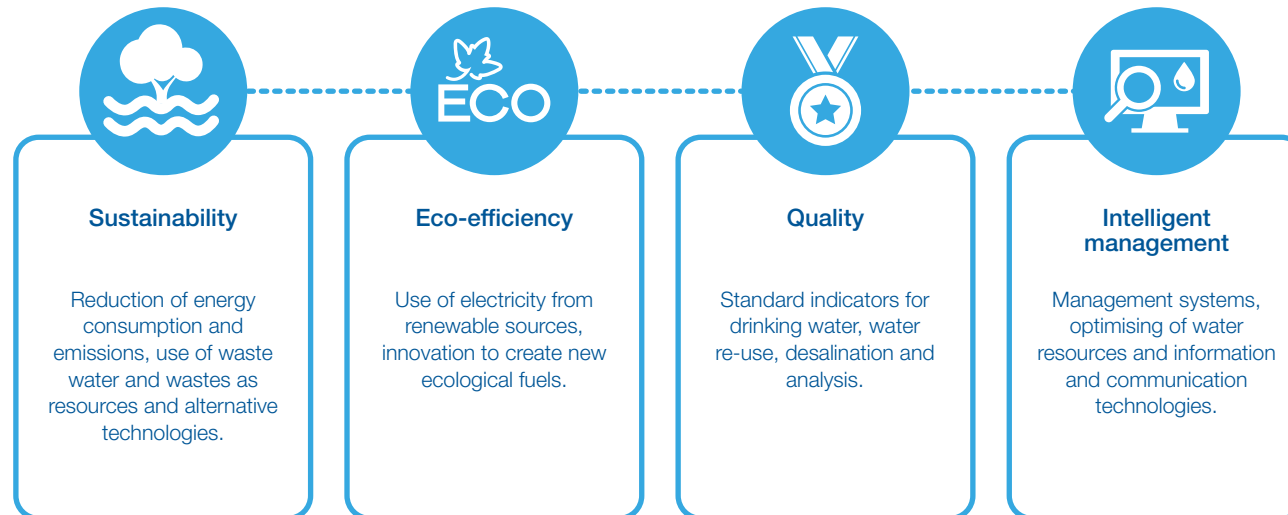 ECO
Sustainability
Reduction of energy
consumption and
emissions, use of waste
water and wastes as
resources and alternative
technologies.
Eco-efficiency
Use of electricity from
renewable sources,
innovation to create new
ecological fuels.
Quality
Standard indicators for
drinking water, water
re-use, desalination and
analysis.
Intelligent
management
Management systems,
optimising of water
resources and information
and communication
technologies.